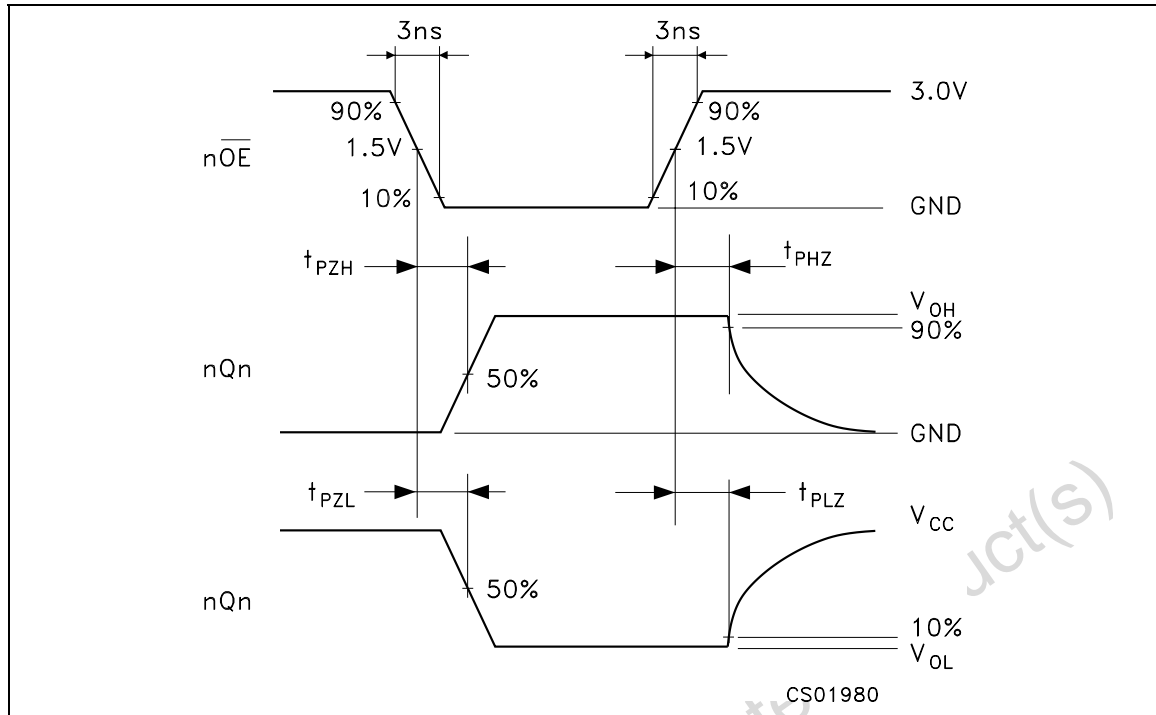 3ns 3ns
90% 90% 3.0V
nOE 1.5V 1.5V
10% 10% GND
tPZH tPHZ
VOH
90%
nQn 50%
GND
tPZL tPLZ
VCC
50%
nQn 10%
VOL
CS01980
uct(s)